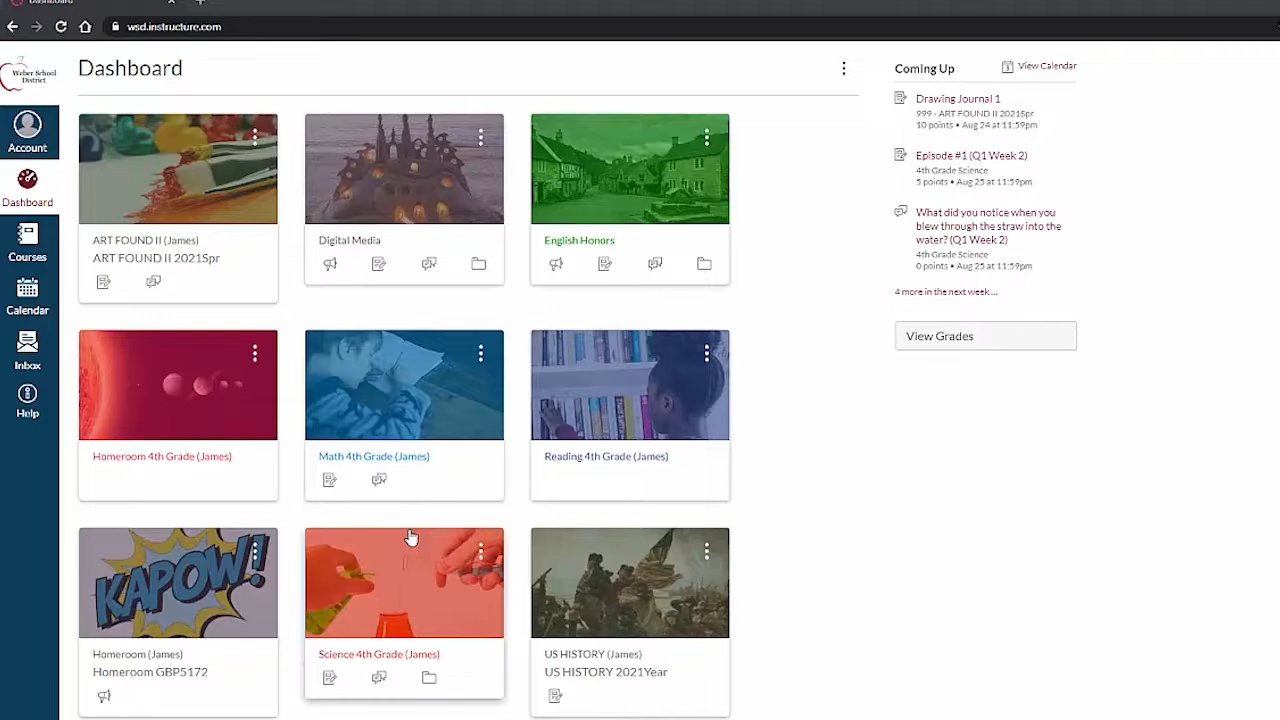 Dashboard
wsd.instructure.com
Weber School
District
Dashboard
Account
Dashboard
Courses
Calendar
Inbox
Help
ART FOUND II (James)
ART FOUND II 2021Spr
Digital Media
English Honors
Homeroom 4th Grade (James)
Math 4th Grade (James)
Reading 4th Grade (James)
KAPOW!
Homeroom (James)
Homeroom GBP5172
Science 4th Grade (James)
US HISTORY (James)
US HISTORY 2021Year
Coming Up
View Calendar
Drawing Journal 1
999 - ART FOUND II 2021Spr
10 points • Aug 24 at 11:59pm
Episode #1 (Q1 Week 2)
4th Grade Science
5 points • Aug 25 at 11:59pm
What did you notice when you
blew through the straw into the
water? (Q1 Week 2)
4th Grade Science
0 points • Aug 25 at 11:59pm
4 more in the next week ...
View Grades